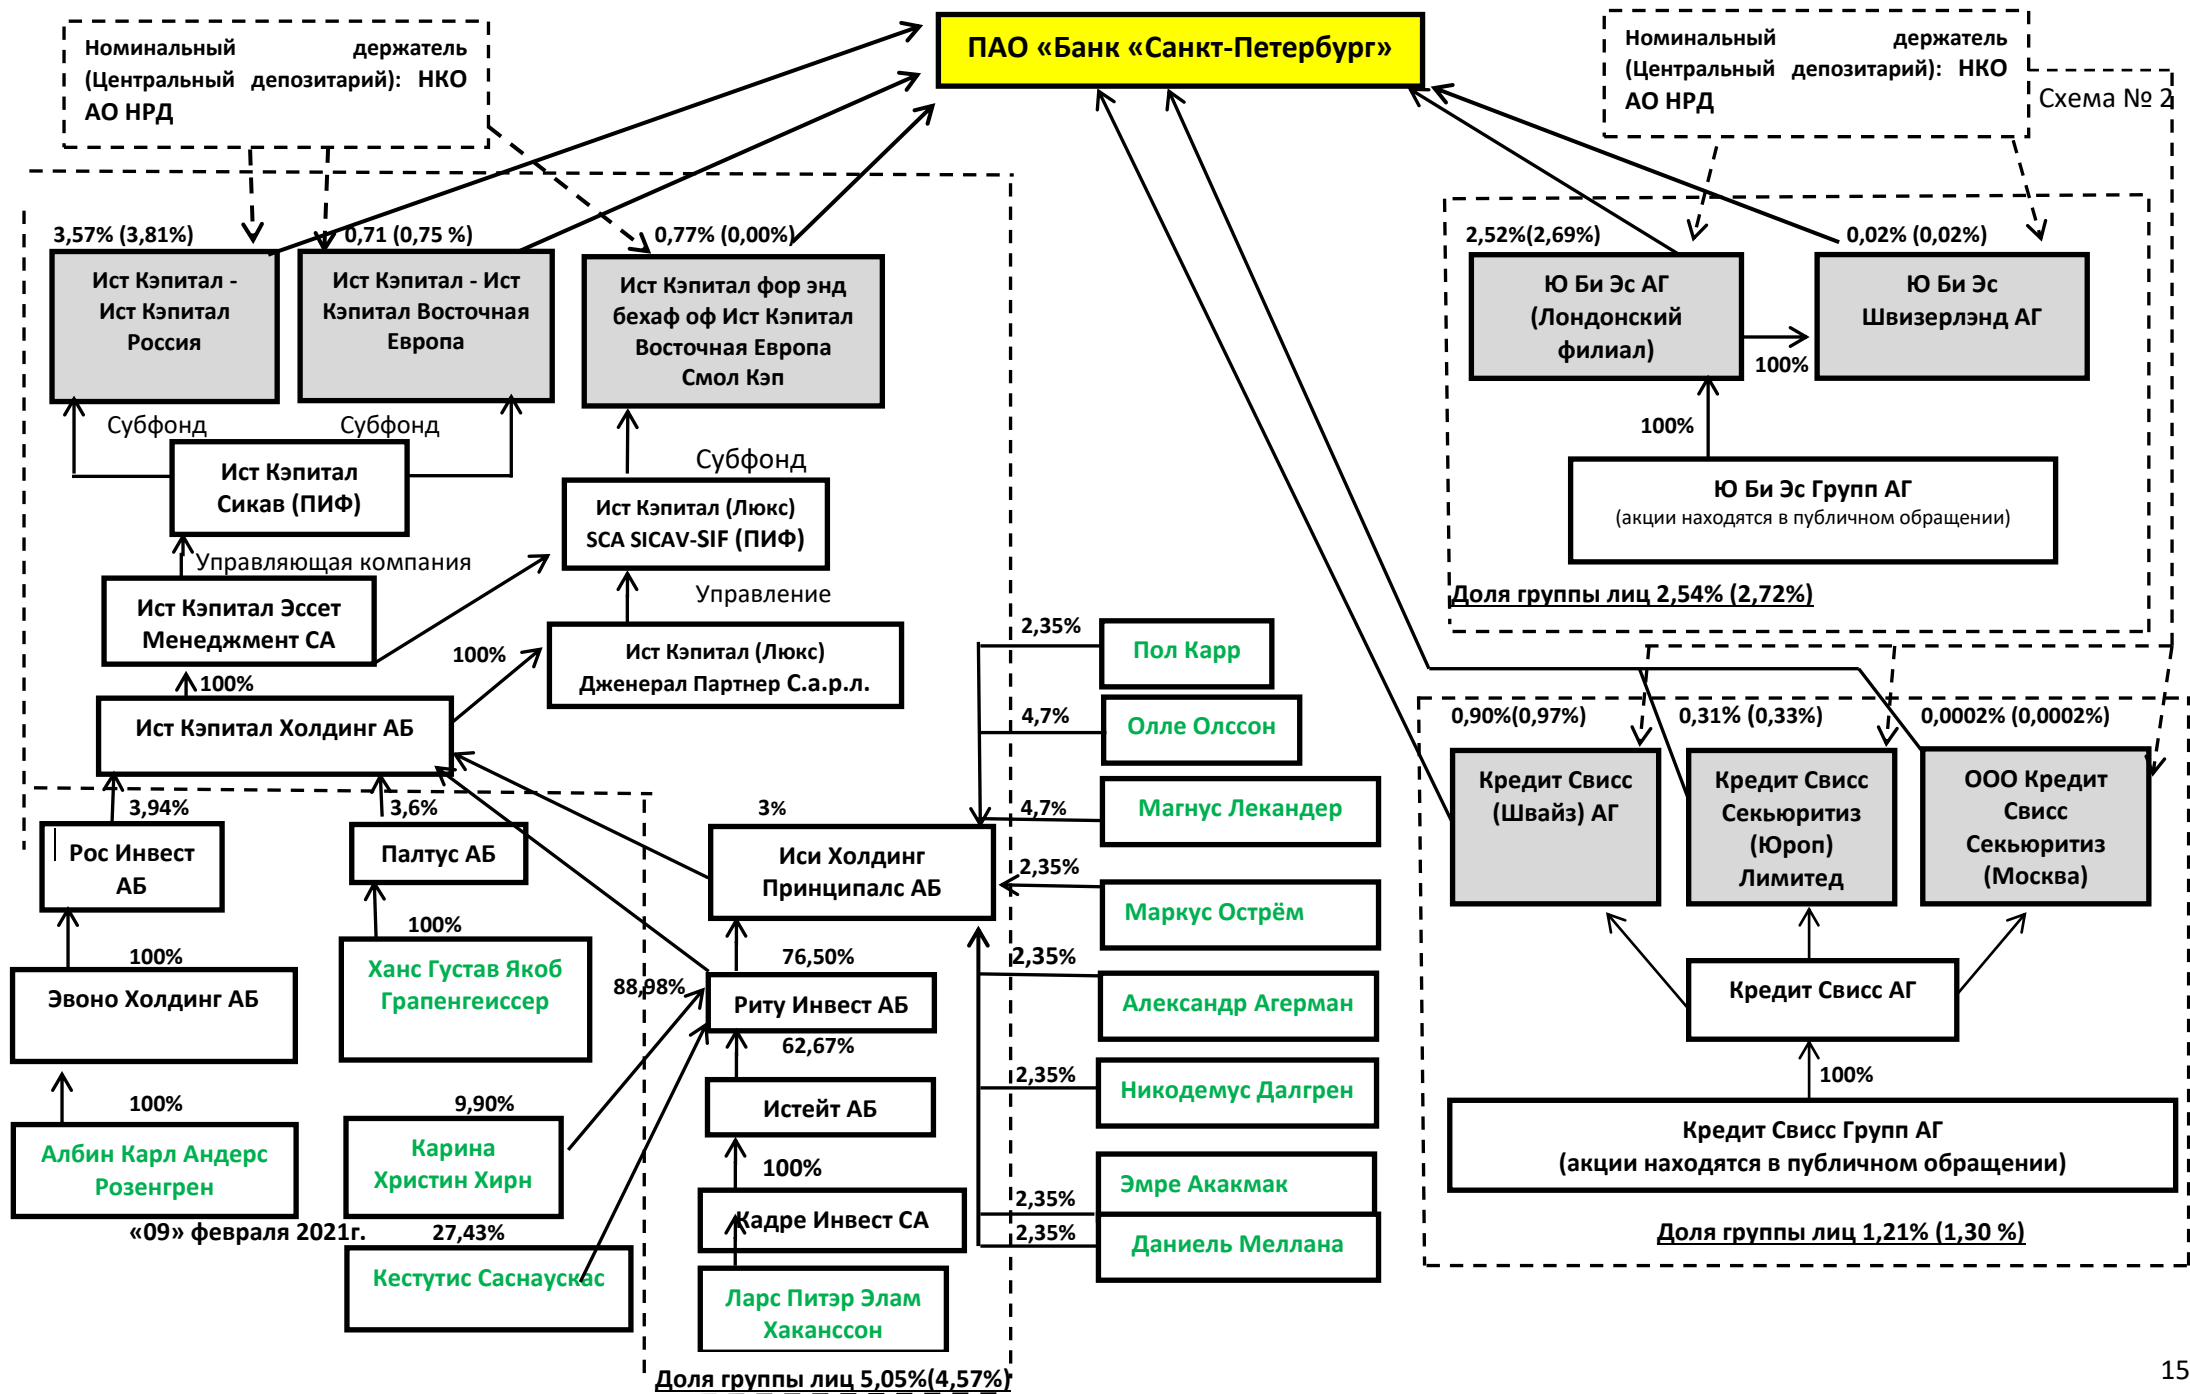 ПАО «Банк «Санкт-Петербург»
Номинальный держатель
(Центральный депозитарий): НКО
АО НРД
Номинальный держатель
(Центральный депозитарий): НКО
АО НРД
Схема № 2
3,57% (3,81%)
0,71 (0,75 %)
0,77% (0,00%)
2,52%(2,69%)
0,02% (0,02%)
Ист Кэпитал -
Ист Кэпитал
Россия
Ист Кэпитал - Ист
Кэпитал Восточная
Европа
Ист Кэпитал фор энд
бехаф оф Ист Кэпитал
Восточная Европа
Смол Кэп
Ю Би Эс АГ
(Лондонский
филиал)
100%
Ю Би Эс
Швизерлэнд АГ
Субфонд
Субфонд
100%
Ист Кэпитал
Сикав (ПИФ)
Субфонд
Ист Кэпитал (Люкс)
SCA SICAV-SIF (ПИФ)
Ю Би Эс Групп АГ
(акции находятся в публичном обращении)
Управляющая компания
Управление
Доля группы лиц 2,54% (2,72%)
Ист Кэпитал Эссет
Менеджмент СА
100%
Ист Кэпитал (Люкс)
Дженерал Партнер С.а.р.л.
100%
Ист Кэпитал Холдинг АБ
2,35%
Пол Карр
4,7%
Олле Олссон
4,7%
Магнус Лекандер
2,35%
Маркус Острём
2,35%
Александр Агерман
2,35%
Никодемус Далгрен
2,35%
Эмре Акакмак
2,35%
Даниель Меллана
0,90%(0,97%)
0,31% (0,33%)
0,0002% (0,0002%)
Кредит Свисс
(Швайз) АГ
Кредит Свисс
Секьюритиз
(Юроп)
Лимитед
ООО Кредит
Свисс
Секьюритиз
(Москва)
Кредит Свисс АГ
100%
Кредит Свисс Групп АГ
(акции находятся в публичном обращении)
Доля группы лиц 1,21% (1,30 %)
3,94%
Рос Инвест
АБ
3,6%
Палтус АБ
3%
Иси Холдинг
Принципалс АБ
100%
Эвоно Холдинг АБ
100%
Ханс Густав Якоб
Грапенгеиссер
76,50%
88,98%
Риту Инвест АБ
62,67%
Истейт АБ
100%
Албин Карл Андерс
Розенгрен
9,90%
Карина
Христин Хирн
100%
Кадре Инвест СА
«09» февраля 2021г.
27,43%
Кестутис Саснаускас
Ларс Питэр Элам
Хаканссон
Доля группы лиц 5,05%(4,57%)
15